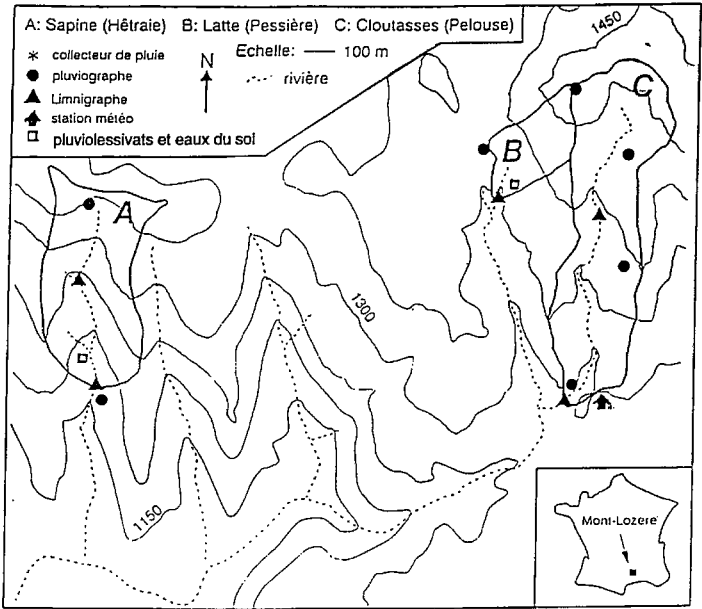 A: Sapine (Hêtraie) B: Latte (Pessière) C: Cloutasses (Pelouse)
collecteur de pluie
pluviographe
Limnigraphe
station météo
pluviolessivats et eaux du sol
N
Echelle: 100 m
rivière
1450
C
B
A
1300
1150
Mont-Lozère